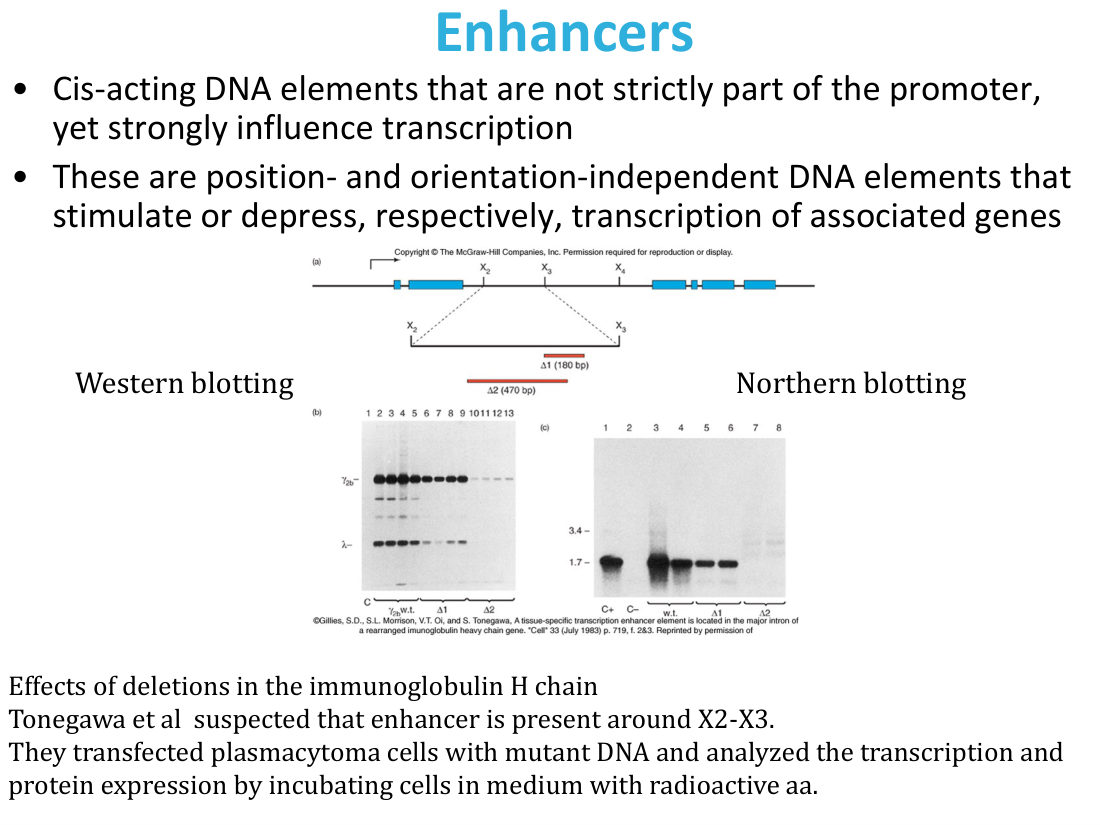 Enhancers
• Cis-acting DNA elements that are not strictly part of the promoter,
yet strongly influence transcription
• These are position- and orientation-independent DNA elements that
stimulate or depress, respectively, transcription of associated genes
Copyright © The McGraw-Hill Companies, Inc. Permission required for reproduction or display.
(a)
X2 X3 X4
X2 X3
Δ1 (180 bp)
Δ2 (470 bp)
Western blotting
Northern blotting
(b) 1 2 3 4 5 6 7 8 9 10 11 12 13
γ2b–
λ–
C γ2bw.t. Δ1 Δ2
(c) 1 2 3 4 5 6 7 8
3.4 –
1.7 –
C+ C– w.t. Δ1 Δ2
©Gillies, S.D., S.L. Morrison, V.T. Oi, and S. Tonegawa, A tissue-specific transcription enhancer element is located in the major intron of
a rearranged imunoglobulin heavy chain gene. "Cell" 33 (July 1983) p. 719, f. 2&3. Reprinted by permission of
Effects of deletions in the immunoglobulin H chain
Tonegawa et al suspected that enhancer is present around X2-X3.
They transfected plasmacytoma cells with mutant DNA and analyzed the transcription and
protein expression by incubating cells in medium with radioactive aa.